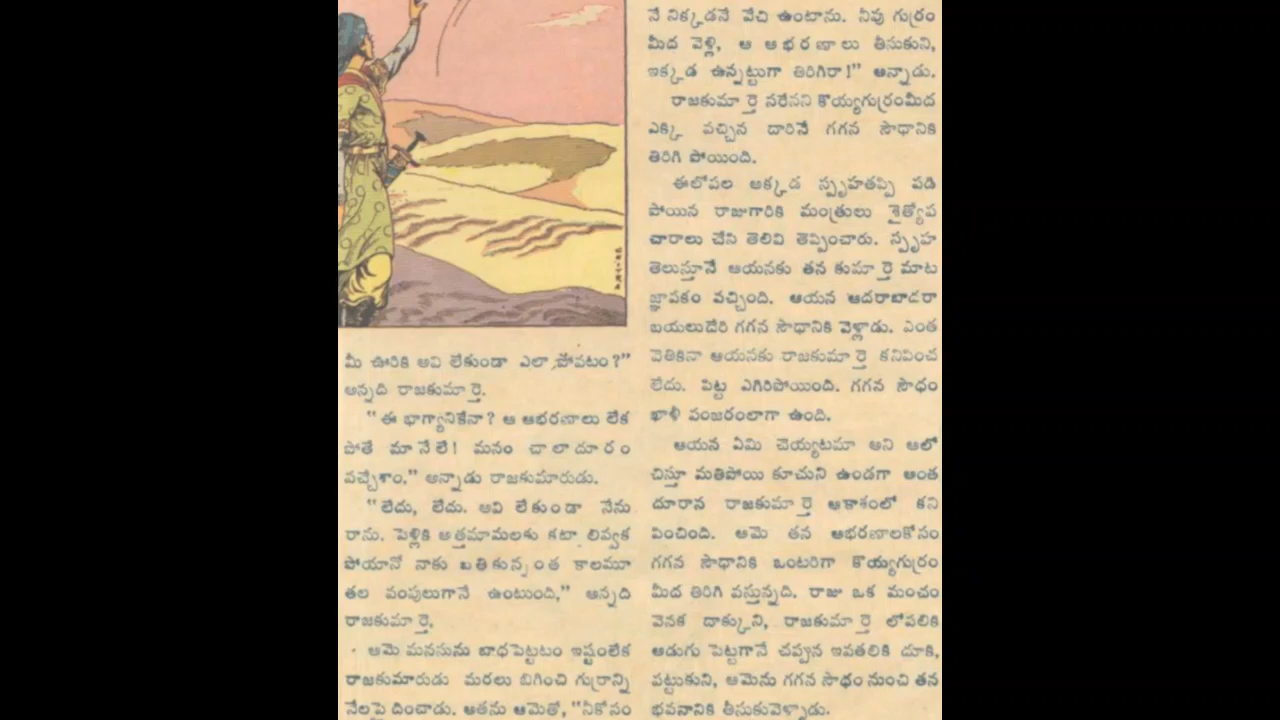 మీ ఊరికి అవి లేకుండా ఎలా పోవటం?"
అన్నది రాజకుమార్తె.
"ఈ భాగ్యానికేనా? ఆ ఆభరణాలు లేక
పోతే మానేలే! మనం చాలాదూరం
వచ్చేశాం." అన్నాడు రాజకుమారుడు.
"లేదు, లేదు. అవి లేకుండా నేను
రాను. పెళ్లికి అత్తమామలకు కటా లివ్వక
పోయానో నాకు బతికున్నంత కాలమూ
తల వంపులుగానే ఉంటుంది," అన్నది
రాజకుమార్తె.
ఆమె మనసును బాధపెట్టటం ఇష్టంలేక
రాజకుమారుడు మరలు బిగించి గుర్రాన్ని
నేలపై దించాడు. అతను ఆమెతో, "నీకోసం
నే నిక్కడనే వేచి ఉంటాను. నీవు గుర్రం
మీద వెళ్లి, ఆ ఆభరణాలు తీసుకుని,
ఇక్కడ ఉన్నట్టుగా తిరిగిరా!" అన్నాడు.
రాజకుమార్తె సరేనని కొయ్యగుర్రంమీద
ఎక్కి వచ్చిన దారినే గగన సౌధానికి
తిరిగి పోయింది.
ఈలోపల అక్కడ స్పృహతప్పి పడి
పోయిన రాజుగారికి మంత్రులు శైత్యోప
చారాలు చేసి తెలివి తెప్పించారు. స్పృహ
తెలుస్తూనే ఆయనకు తన కుమార్తె మాట
జ్ఞాపకం వచ్చింది. ఆయన ఆదరాబాదరా
బయలుదేరి గగన సౌధానికి వెళ్లాడు. ఎంత
వెతికినా ఆయనకు రాజకుమార్తె కనిపించ
లేదు. పిట్ట ఎగిరిపోయింది. గగన సౌధం
ఖాళీ పంజరంలాగా ఉంది.
ఆయన ఏమి చెయ్యటమా అని ఆలో
చిస్తూ మతిపోయి కూచుని ఉండగా అంత
దూరాన రాజకుమార్తె ఆకాశంలో కని
పించింది. ఆమె తన ఆభరణాలకోసం
గగన సౌధానికి ఒంటరిగా కొయ్యగుర్రం
మీద తిరిగి వస్తున్నది. రాజు ఒక మంచం
వెనక దాక్కుని, రాజకుమార్తె లోపలికి
అడుగు పెట్టగానే చప్పున ఇవతలికి దూకి,
పట్టుకుని, ఆమెను గగన సౌధం నుంచి తన
భవనానికి తీసుకువెళ్ళాడు.